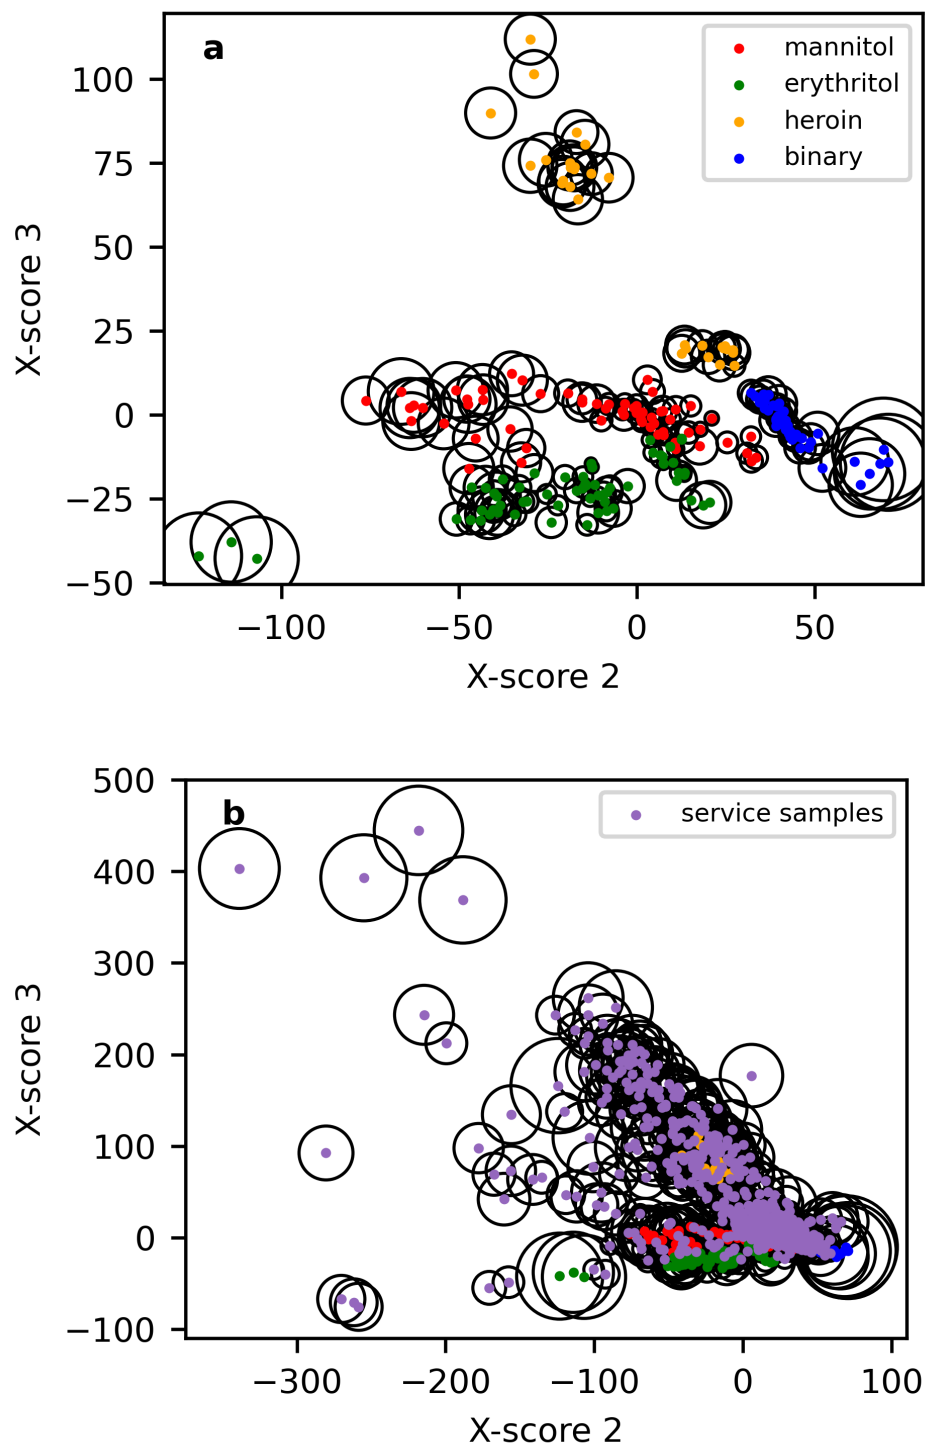 a
mannitol
erythritol
heroin
binary
100
75
50
25
0
−25
−50
X-score 3
−100
−50
0
50
X-score 2
b
service samples
500
400
300
200
100
0
−100
X-score 3
−300
−200
−100
0
100
X-score 2